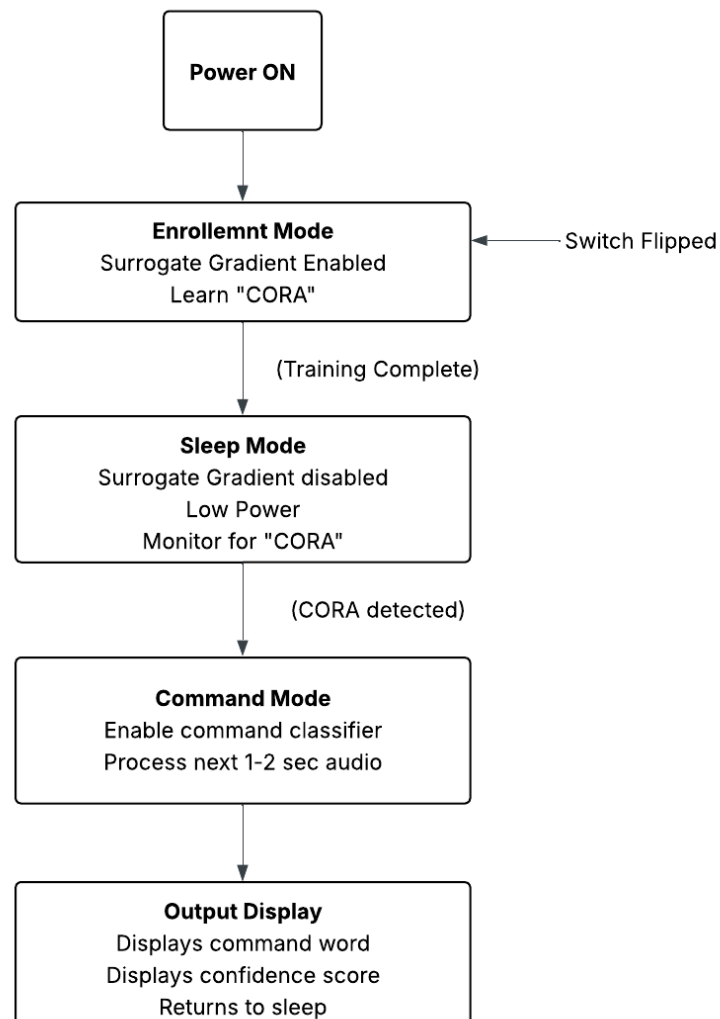 Power ON
Enrollemnt Mode
Surrogate Gradient Enabled
Learn "CORA"
Switch Flipped
(Training Complete)
Sleep Mode
Surrogate Gradient disabled
Low Power
Monitor for "CORA"
(CORA detected)
Command Mode
Enable command classifier
Process next 1-2 sec audio
Output Display
Displays command word
Displays confidence score
Returns to sleep